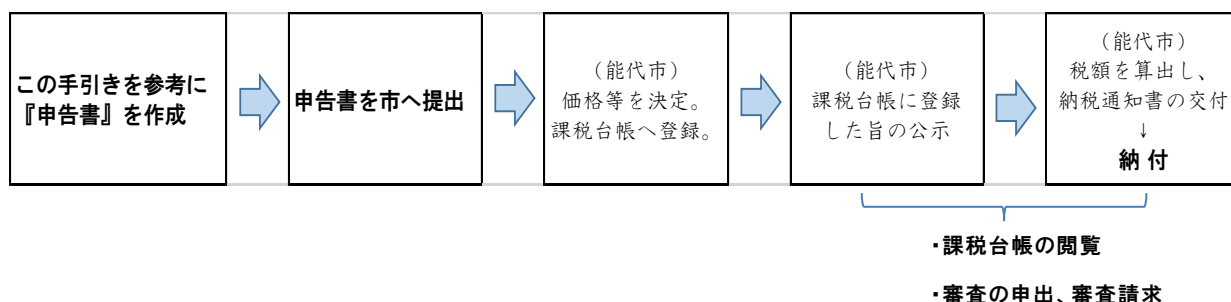 この手引きを参考に
『申告書』を作成
申告書を市へ提出
（能代市）
価格等を決定。
課税台帳へ登録。
（能代市）
課税台帳に登録
した旨の公示
（能代市）
税額を算出し、
納税通知書の交付
↓
納 付
・課税台帳の閲覧
・審査の申出、審査請求